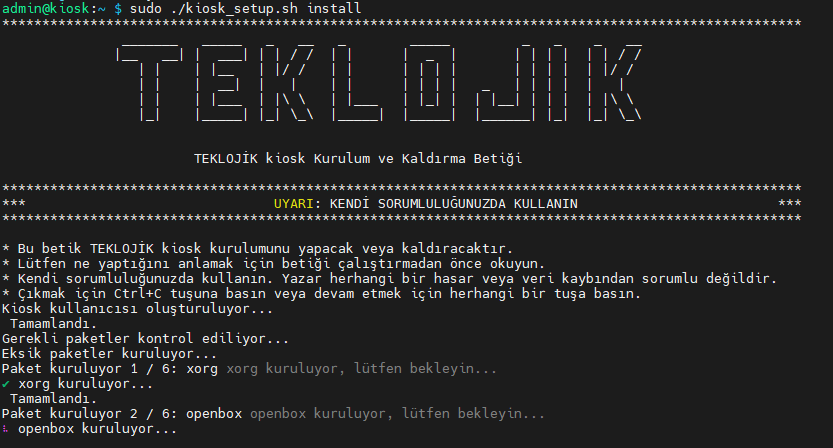 admin@kiosk:~ $ sudo ./kiosk_setup.sh install
****************************************************************************************************
TEKLOJIK
TEKLOJİK kiosk Kurulum ve Kaldırma Betiği
****************************************************************************************************
*** UYARI: KENDİ SORUMLULUĞUNUZDA KULLANIN ***
****************************************************************************************************
* Bu betik TEKLOJİK kiosk kurulumunu yapacak veya kaldıracaktır.
* Lütfen ne yaptığını anlamak için betiği çalıştırmadan önce okuyun.
* Kendi sorumluluğunuzda kullanın. Yazar herhangi bir hasar veya veri kaybından sorumlu değildir.
* Çıkmak için Ctrl+C tuşuna basın veya devam etmek için herhangi bir tuşa basın.
Kiosk kullanıcısı oluşturuluyor...
Tamamlandı.
Gerekli paketler kontrol ediliyor...
Eksik paketler kuruluyor...
Paket kuruluyor 1 / 6: xorg xorg kuruluyor, lütfen bekleyin...
✔ xorg kuruluyor...
Tamamlandı.
Paket kuruluyor 2 / 6: openbox openbox kuruluyor, lütfen bekleyin...
⠦ openbox kuruluyor...